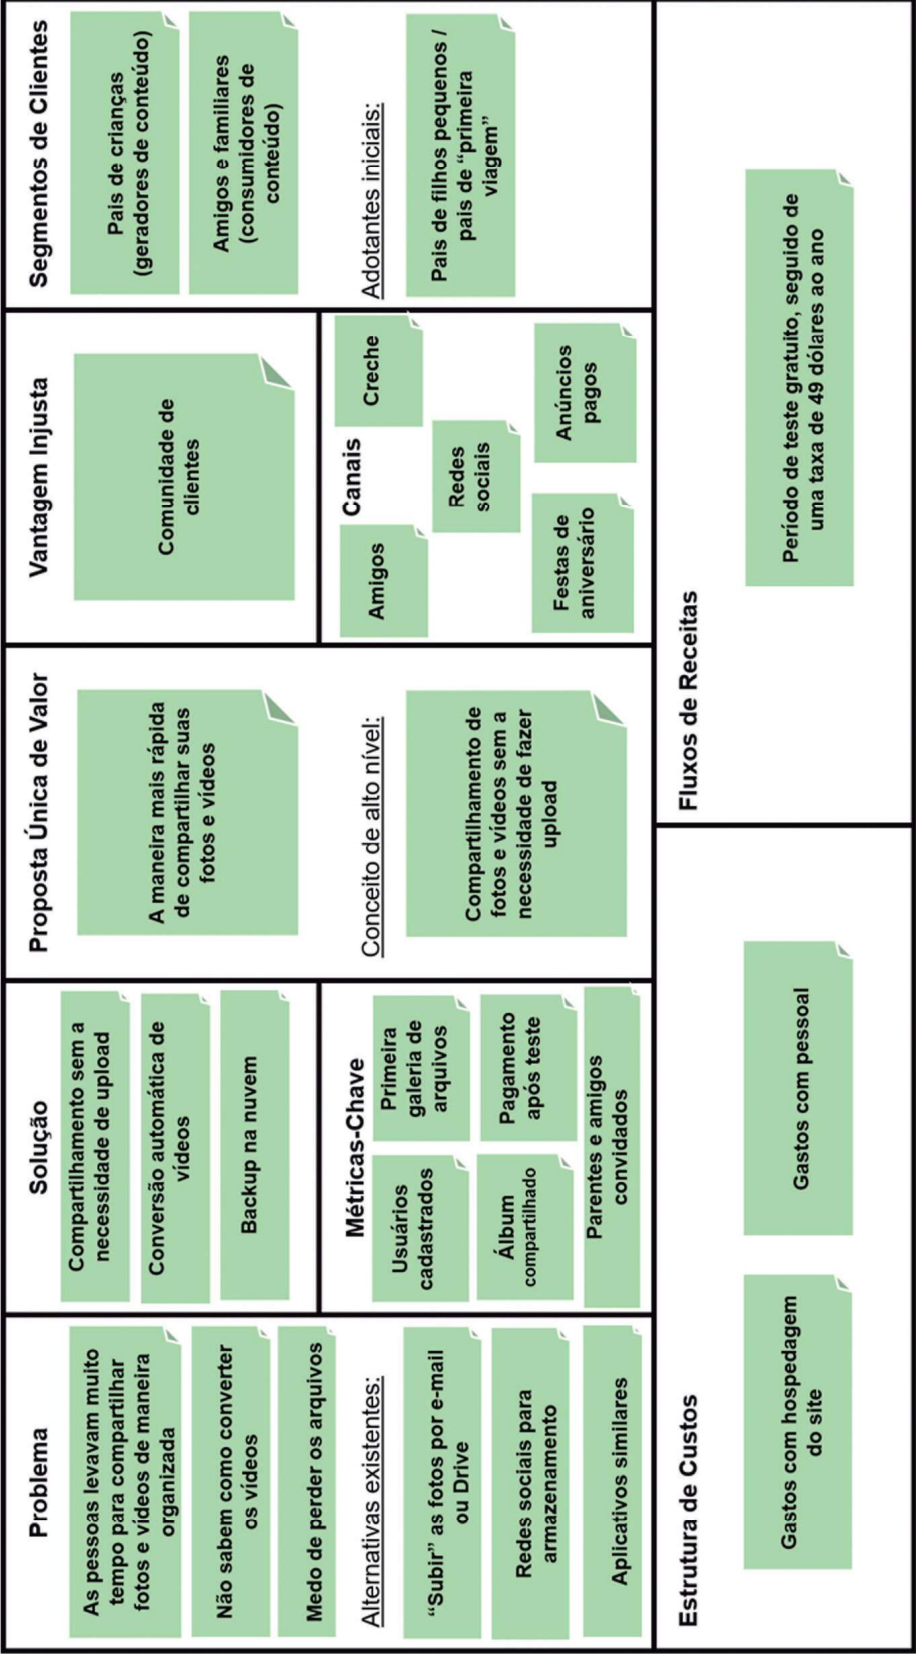 Problema
As pessoas levavam muito
tempo para compartilhar
fotos e vídeos de maneira
organizada
Não sabem como converter
os vídeos
Medo de perder os arquivos
Alternativas existentes:
“Subir” as fotos por e-mail
ou Drive
Redes sociais para
armazenamento
Aplicativos similares
Solução
Compartilhamento sem a
necessidade de upload
Conversão automática de
vídeos
Backup na nuvem
Métricas-Chave
Usuários
cadastrados
Primeira
galeria de
arquivos
Álbum
compartilhado
Pagamento
após teste
Parentes e amigos
convidados
Proposta Única de Valor
A maneira mais rápida
de compartilhar suas
fotos e vídeos
Conceito de alto nível:
Compartilhamento de
fotos e vídeos sem a
necessidade de fazer
upload
Vantagem Injusta
Comunidade de
clientes
Canais
Amigos
Creche
Redes
sociais
Festas de
aniversário
Anúncios
pagos
Segmentos de Clientes
Pais de crianças
(geradores de conteúdo)
Amigos e familiares
(consumidores de
conteúdo)
Adotantes iniciais:
Pais de filhos pequenos /
pais de “primeira
viagem”
Estrutura de Custos
Gastos com hospedagem
do site
Gastos com pessoal
Fluxos de Receitas
Período de teste gratuito, seguido de
uma taxa de 49 dólares ao ano